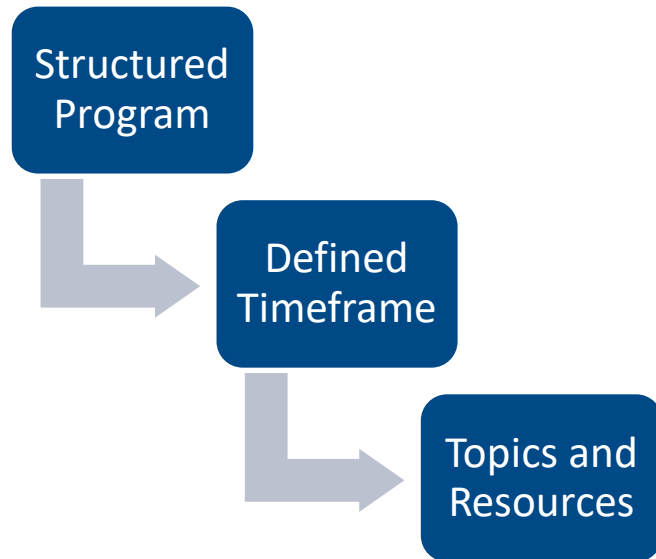 Structured
Program
Defined
Timeframe
Topics and
Resources